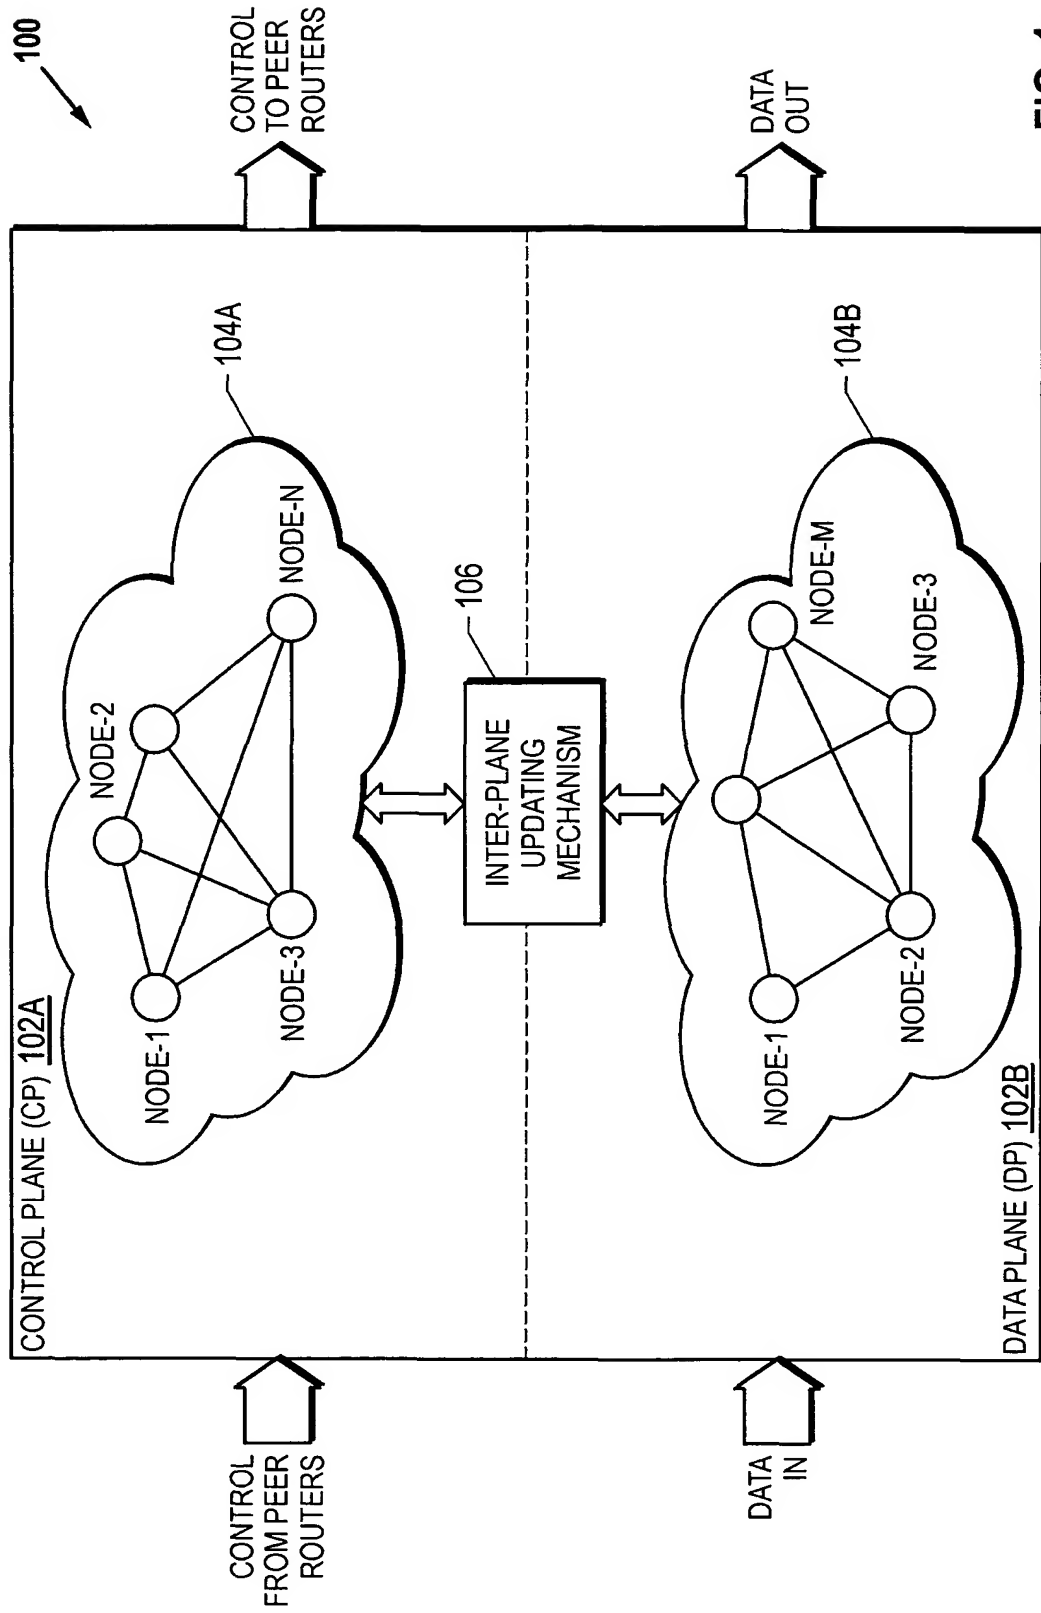 100
CONTROL PLANE (CP) 102A
CONTROL
FROM PEER
ROUTERS
CONTROL
TO PEER
ROUTERS
104A
NODE-1
NODE-2
NODE-3
NODE-N
106
INTER-PLANE
UPDATING
MECHANISM
104B
NODE-1
NODE-2
NODE-3
NODE-M
DATA
IN
DATA
OUT
DATA PLANE (DP) 102B